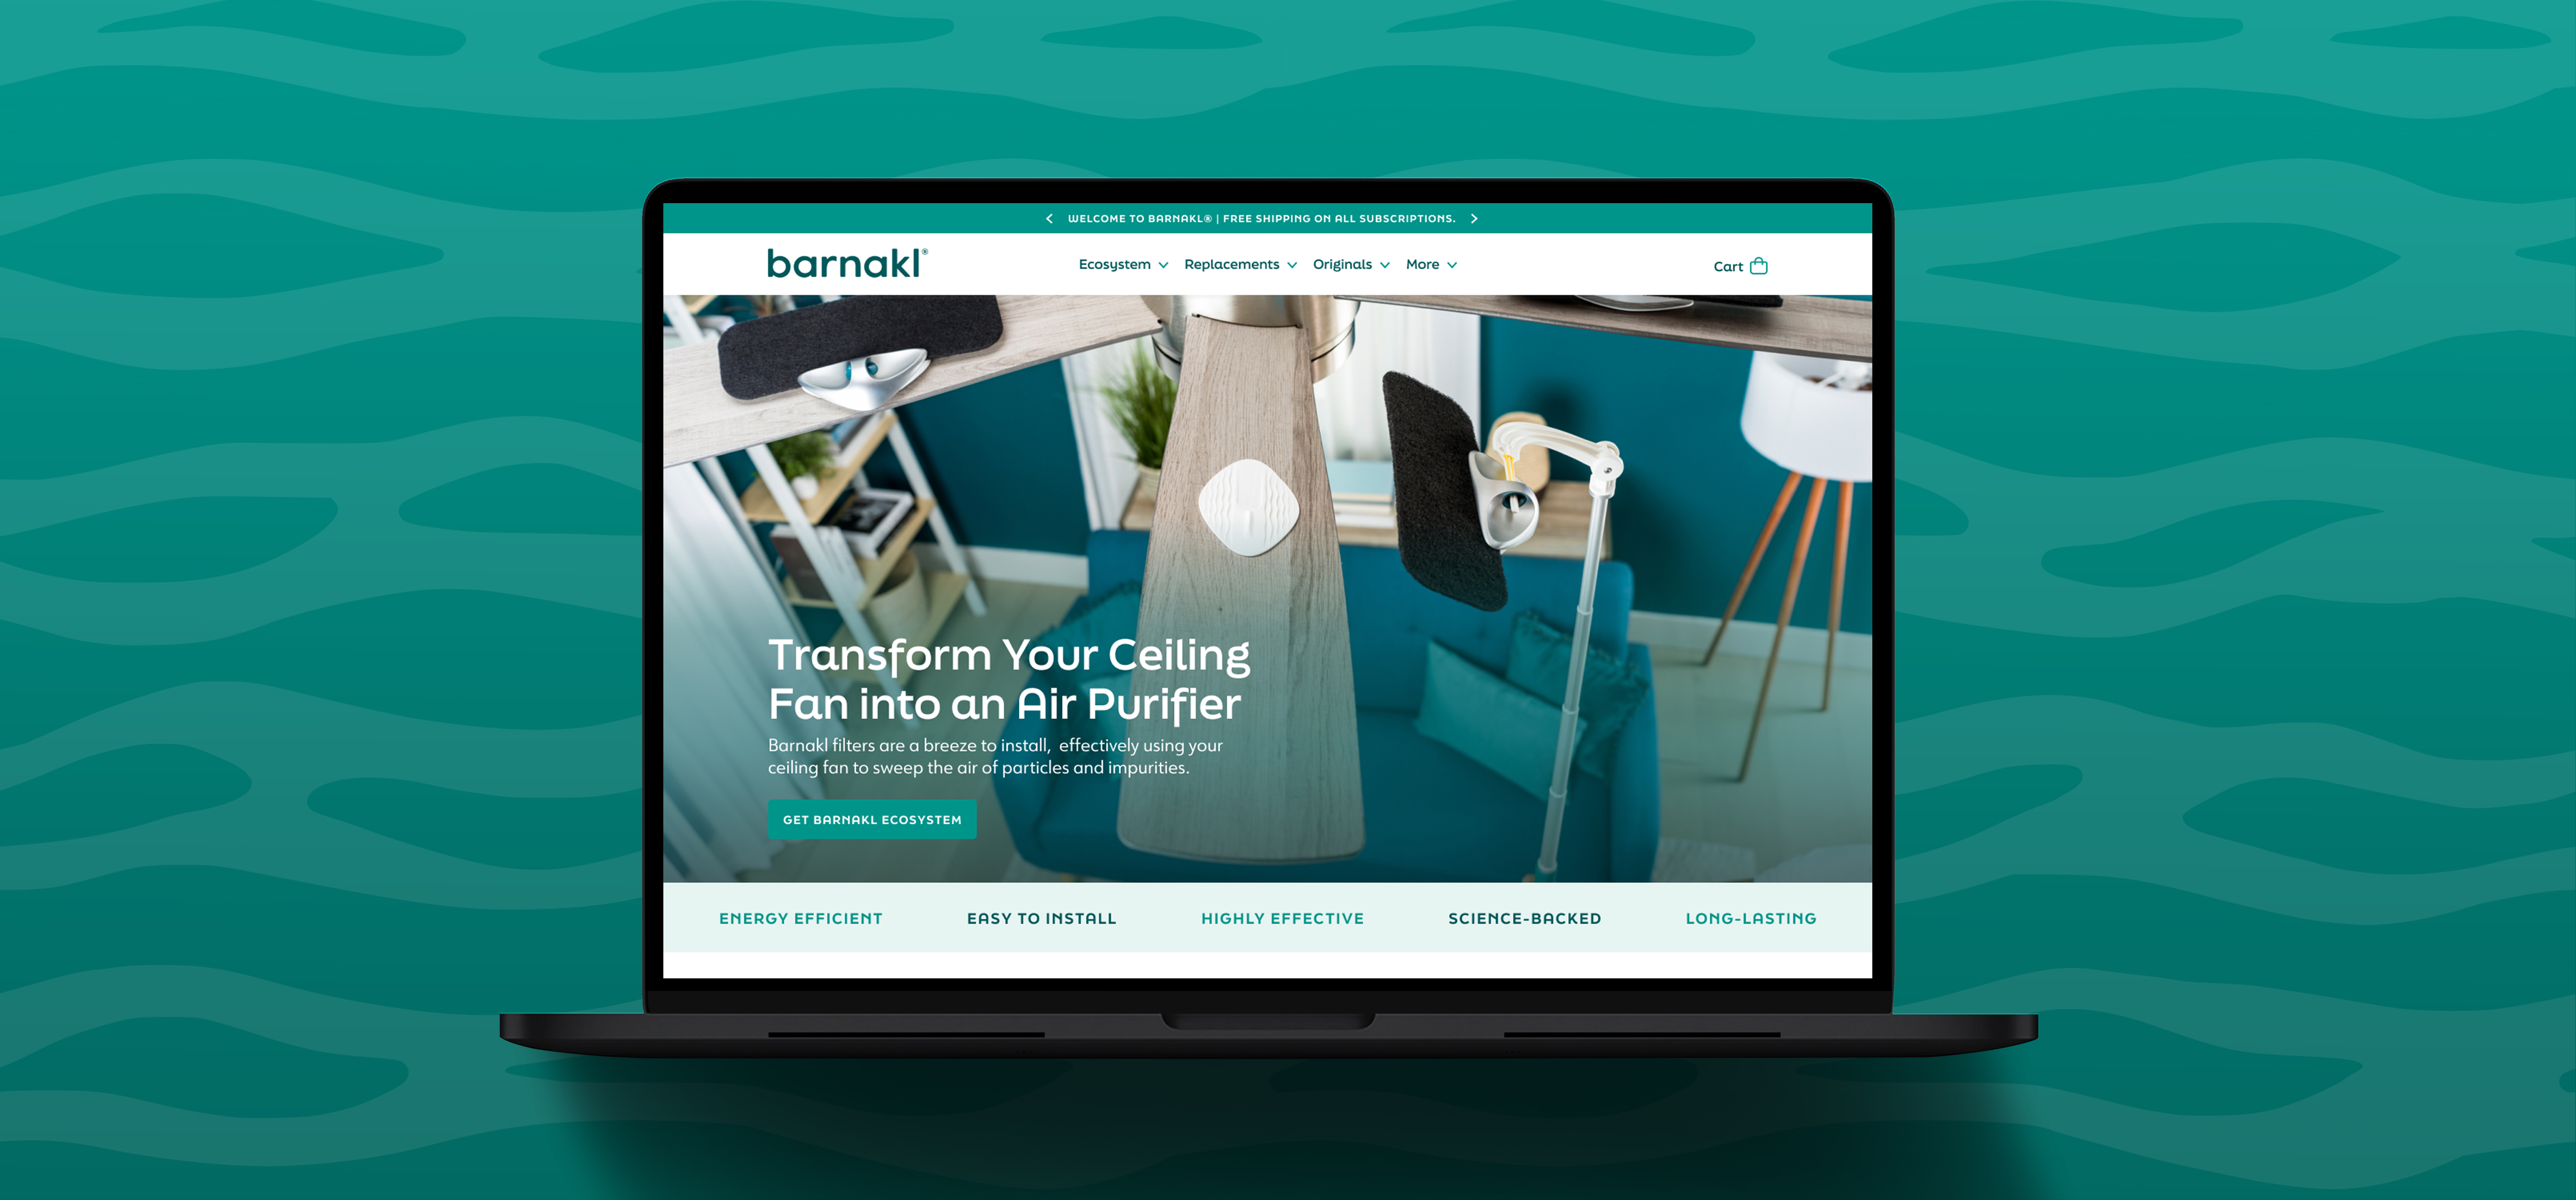 WELCOME TO BARNAKL® | FREE SHIPPING ON ALL SUBSCRIPTIONS.
barnakl®
Ecosystem
Replacements
Originals
More
Cart
Transform Your Ceiling
Fan into an Air Purifier
Barnakl filters are a breeze to install, effectively using your
ceiling fan to sweep the air of particles and impurities.
GET BARNAKL ECOSYSTEM
ENERGY EFFICIENT
EASY TO INSTALL
HIGHLY EFFECTIVE
SCIENCE-BACKED
LONG-LASTING